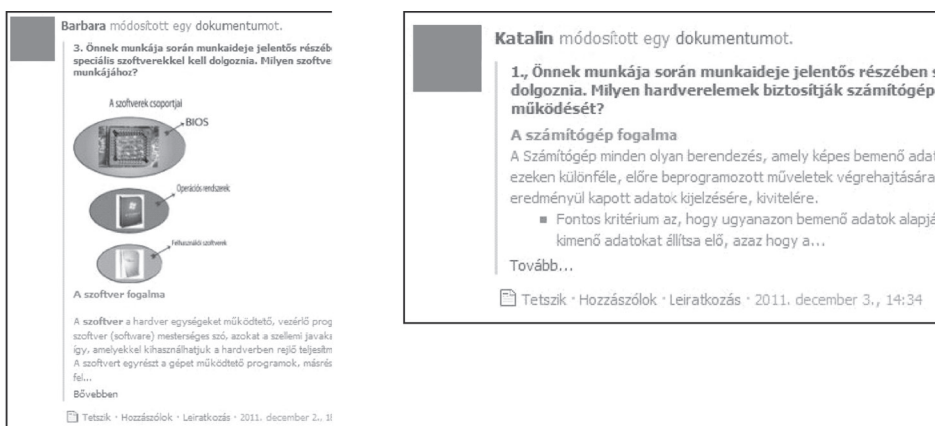 Barbara módosított egy dokumentumot.
3. Önnek munkája során munkaideje jelentős részéb
speciális szoftverekkel kell dolgoznia. Milyen szoftve
munkájához?
A szoftverek csoportjai
BIOS
Operációs rendszerek
Felhasználói szoftverek
A szoftver fogalma
A szoftver a hardver egységeket működtető, vezérlő prog
szoftver (software) mesterséges szó, azokat a szellemi javaka
így, amelyekkel kihasználhatjuk a hardverben rejlő teljesítm
A szoftvert egyrészt a gépet működtető programok, másrés
fel...
Bővebben
Tetszik · Hozzászólok · Leiratkozás · 2011. december 2.,
Katalin módosított egy dokumentumot.
1., Önnek munkája során munkaideje jelentős részében s
dolgoznia. Milyen hardverelemek biztosítják számítógép
működését?
A számítógép fogalma
A Számítógép minden olyan berendezés, amely képes bemenő adat
ezeken különféle, előre beprogramozott műveletek végrehajtására
eredményül kapott adatok kijelzésére, kivitelére.
■ Fontos kritérium az, hogy ugyanazon bemenő adatok alapjá
kimenő adatokat állítsa elő, azaz hogy a...
Tovább...
Tetszik · Hozzászólok · Leiratkozás · 2011. december 3., 14:34